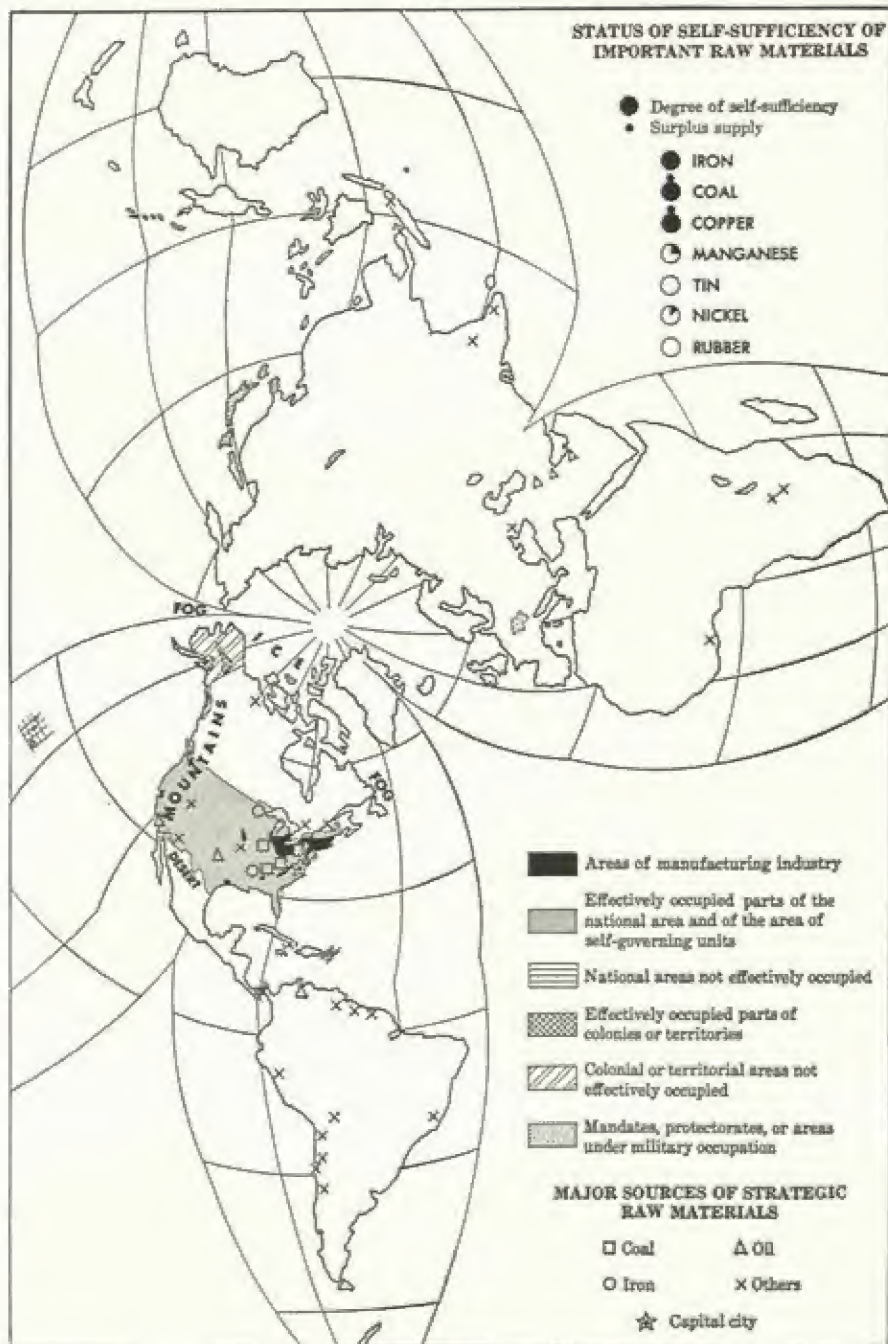 STATUS OF SELF-SUFFICIENCY OF
IMPORTANT RAW MATERIALS
Degree of self-sufficiency
Surplus supply
IRON
COAL
COPPER
MANGANESE
TIN
NICKEL
RUBBER
FOG
ICE
MOUNTAINS
FOG
DESERT
Areas of manufacturing industry
Effectively occupied parts of the
national area and of the area of
self-governing units
National areas not effectively occupied
Effectively occupied parts of
colonies or territories
Colonial or territorial areas not
effectively occupied
Mandates, protectorates, or areas
under military occupation
MAJOR SOURCES OF STRATEGIC
RAW MATERIALS
Coal
Oil
Iron
Others
Capital city